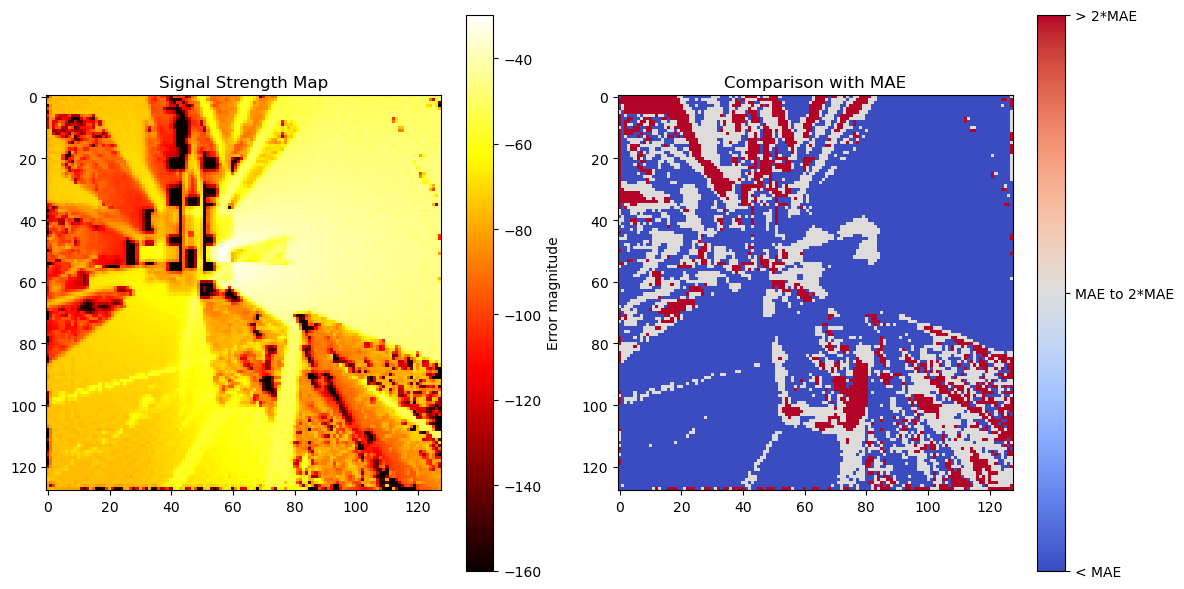 Signal Strength Map
0
20
40
60
80
100
120
0 20 40 60 80 100 120
−40
−60
−80
−100
−120
−140
−160
Error magnitude
Comparison with MAE
0
20
40
60
80
100
120
0 20 40 60 80 100 120
> 2*MAE
MAE to 2*MAE
< MAE